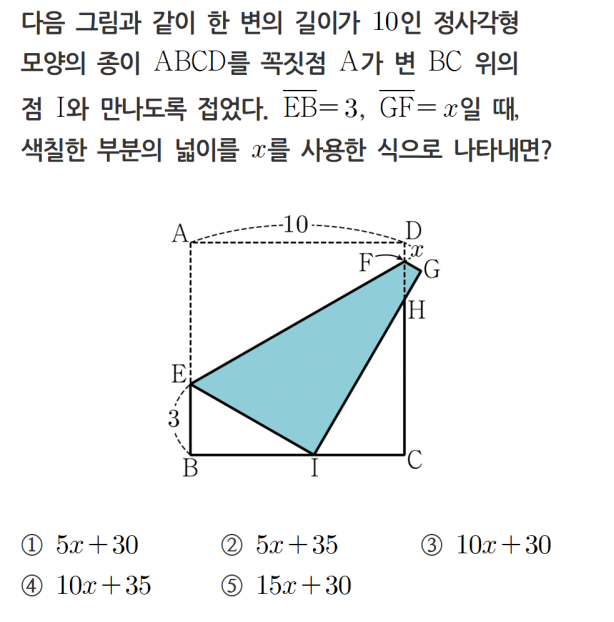 다음 그림과 같이 한 변의 길이가 10인 정사각형
모양의 종이 ABCD를 꼭짓점 A가 변 BC 위의
점 I와 만나도록 접었다. E̅B̅=3, G̅F̅=x일 때,
색칠한 부분의 넓이를 x를 사용한 식으로 나타내면?
A
10
D
x
F
G
H
E
3
B
I
C
① 5x+30 ② 5x+35 ③ 10x+30
④ 10x+35 ⑤ 15x+30